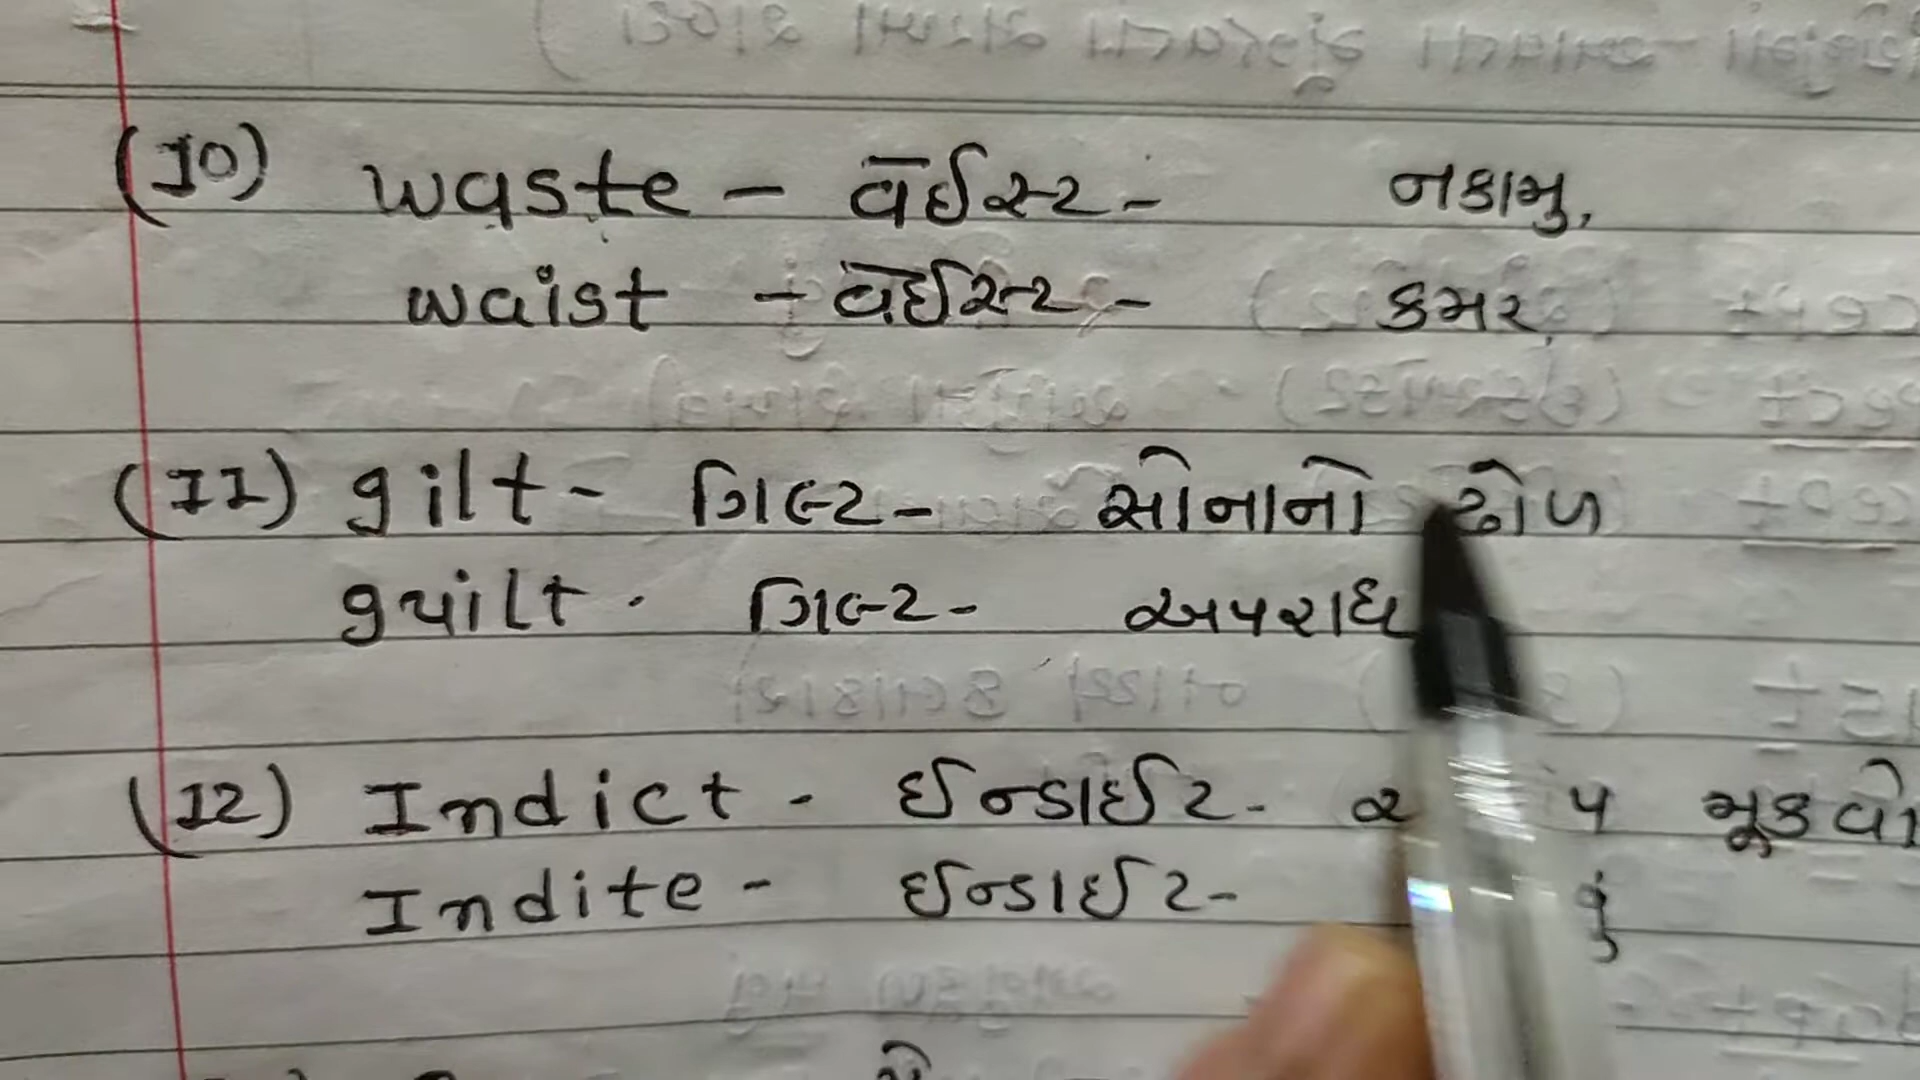 (10) waste - વેઈસ્ટ - નકામુ,
waist - વેઈસ્ટ - કમર
(11) gilt - ગિલ્ટ - સોનાનો ઢોળ
guilt - ગિલ્ટ - અપરાધ
(12) Indict - ઈન્ડાઈટ - મૂકવો
Indite - ઈન્ડાઈટ -